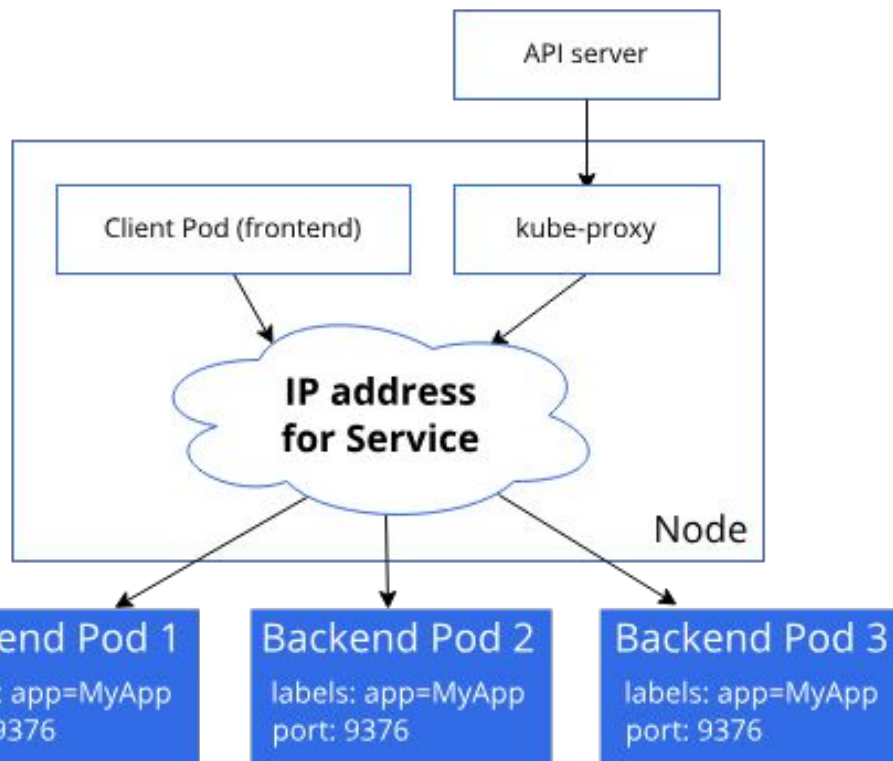 API server
Client Pod (frontend)
kube-proxy
IP address
for Service
Node
end Pod 1
app=MyApp
9376
Backend Pod 2
labels: app=MyApp
port: 9376
Backend Pod 3
labels: app=MyApp
port: 9376